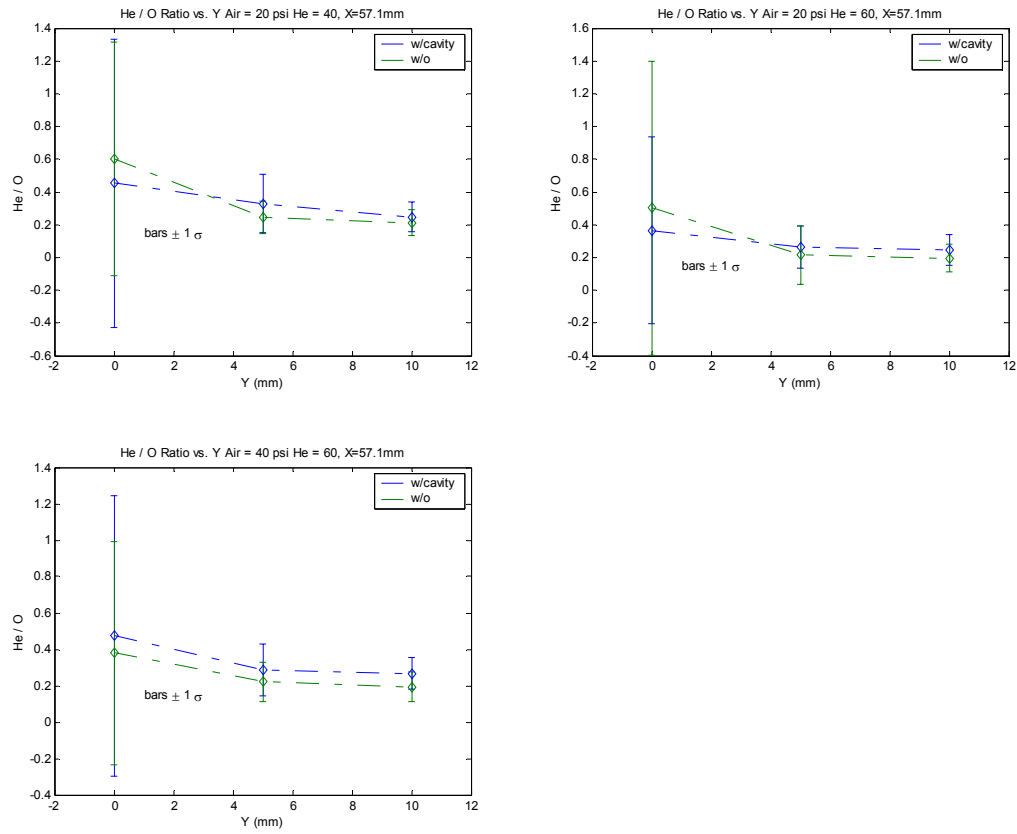 He / O Ratio vs. Y Air = 20 psi He = 40, X=57.1mm
1.4
1.2
1
0.8
0.6
0.4
0.2
0
-0.2
-0.4
-0.6
He / O
w/cavity
w/o
bars ± 1 σ
-2 0 2 4 6 8 10 12
Y (mm)
He / O Ratio vs. Y Air = 20 psi He = 60, X=57.1mm
1.6
1.4
1.2
1
0.8
0.6
0.4
0.2
0
-0.2
-0.4
He / O
w/cavity
w/o
bars ± 1 σ
-2 0 2 4 6 8 10 12
Y (mm)
He / O Ratio vs. Y Air = 40 psi He = 60, X=57.1mm
1.4
1.2
1
0.8
0.6
0.4
0.2
0
-0.2
-0.4
He / O
w/cavity
w/o
bars ± 1 σ
-2 0 2 4 6 8 10 12
Y (mm)